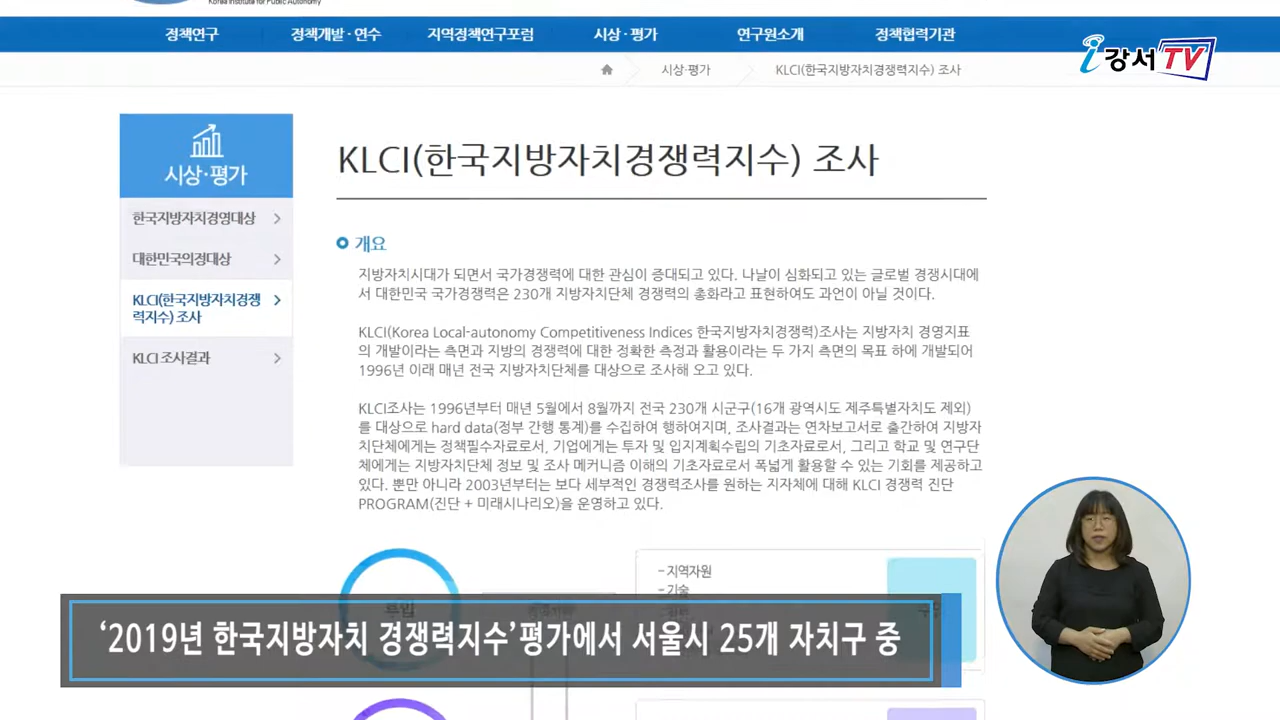 Korea Institute for Public Autonomy
정책연구
정책개발 · 연수
지역정책연구포럼
시상 · 평가
연구원소개
정책협력기관
i강서TV
시상·평가
KLCI(한국지방자치경쟁력지수) 조사
시상·평가
한국지방자치경영대상
대한민국의정대상
KLCI(한국지방자치경쟁
력지수) 조사
KLCI 조사결과
KLCI(한국지방자치경쟁력지수) 조사
개요
지방자치시대가 되면서 국가경쟁력에 대한 관심이 증대되고 있다. 나날이 심화되고 있는 글로벌 경쟁시대에
서 대한민국 국가경쟁력은 230개 지방자치단체 경쟁력의 총화라고 표현하여도 과언이 아닐 것이다.
KLCI(Korea Local-autonomy Competitiveness Indices 한국지방자치경쟁력)조사는 지방자치 경영지표
의 개발이라는 측면과 지방의 경쟁력에 대한 정확한 측정과 활용이라는 두 가지 측면의 목표 하에 개발되어
1996년 이래 매년 전국 지방자치단체를 대상으로 조사해 오고 있다.
KLCI조사는 1996년부터 매년 5월에서 8월까지 전국 230개 시군구(16개 광역시도 제주특별자치도 제외)
를 대상으로 hard data(정부 간행 통계)를 수집하여 행하여지며, 조사결과는 연차보고서로 출간하여 지방자
치단체에게는 정책필수자료로서, 기업에게는 투자 및 입지계획수립의 기초자료로서, 그리고 학교 및 연구단
체에게는 지방자치단체 정보 및 조사 메커니즘 이해의 기초자료로서 폭넓게 활용할 수 있는 기회를 제공하고
있다. 뿐만 아니라 2003년부터는 보다 세부적인 경쟁력조사를 원하는 지자체에 대해 KLCI 경쟁력 진단
PROGRAM(진단 + 미래시나리오)을 운영하고 있다.
- 지역자원
- 기술
‘2019년 한국지방자치 경쟁력지수’평가에서 서울시 25개 자치구 중